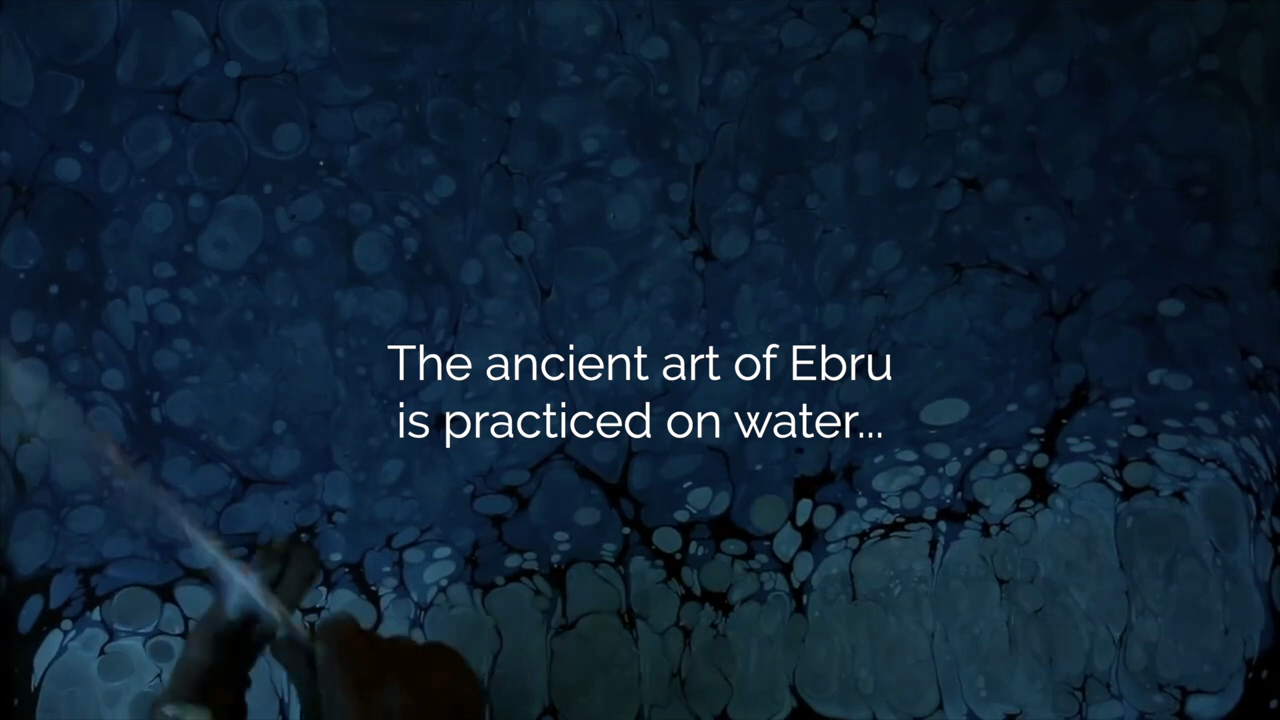 The ancient art of Ebru
is practiced on water...